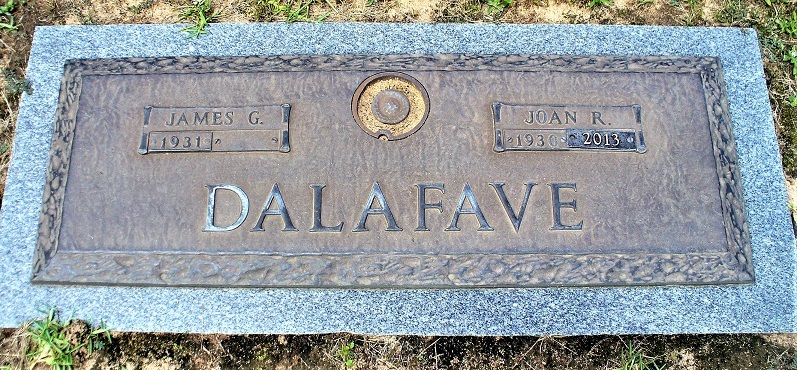 JAMES G.
1931
JOAN R.
1930 2013
DALAFAVE